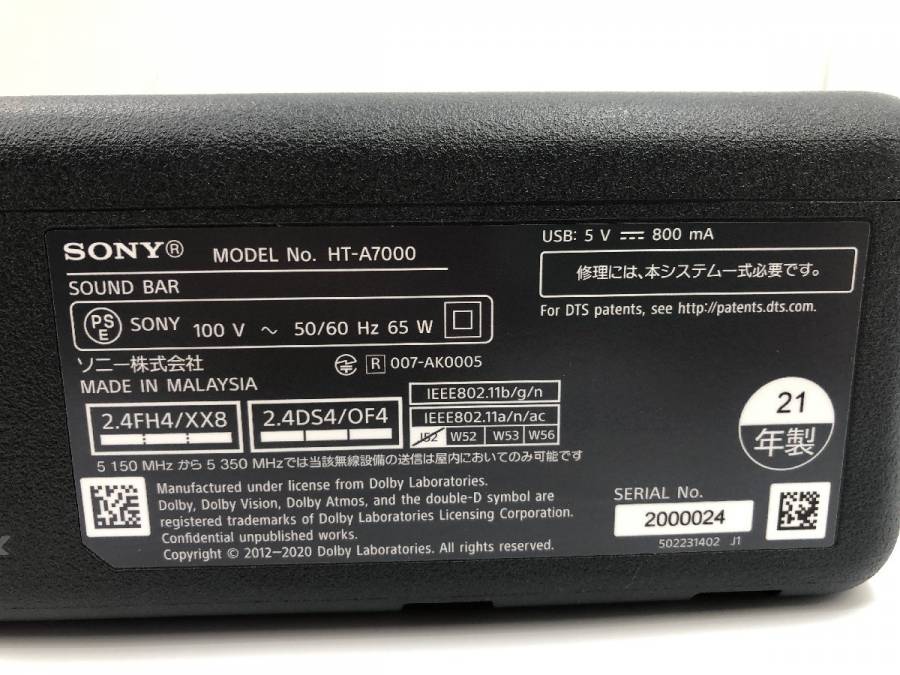 SONY® MODEL No. HT-A7000
SOUND BAR
PS E SONY 100 V ～ 50/60 Hz 65 W
ソニー株式会社
R 007-AK0005
MADE IN MALAYSIA
2.4FH4/XX8
2.4DS4/OF4
IEEE802.11b/g/n
IEEE802.11a/n/ac
J52 W52 W53 W56
5 150 MHz から 5 350 MHzでは当該無線設備の送信は屋内においてのみ可能です
Manufactured under license from Dolby Laboratories.
Dolby, Dolby Vision, Dolby Atmos, and the double-D symbol are
registered trademarks of Dolby Laboratories Licensing Corporation.
Confidential unpublished works.
Copyright © 2012–2020 Dolby Laboratories. All rights reserved.
USB: 5 V ⎓ 800 mA
修理には、本システム一式必要です。
For DTS patents, see http://patents.dts.com.
21
年製
SERIAL No.
2000024
502231402 J1